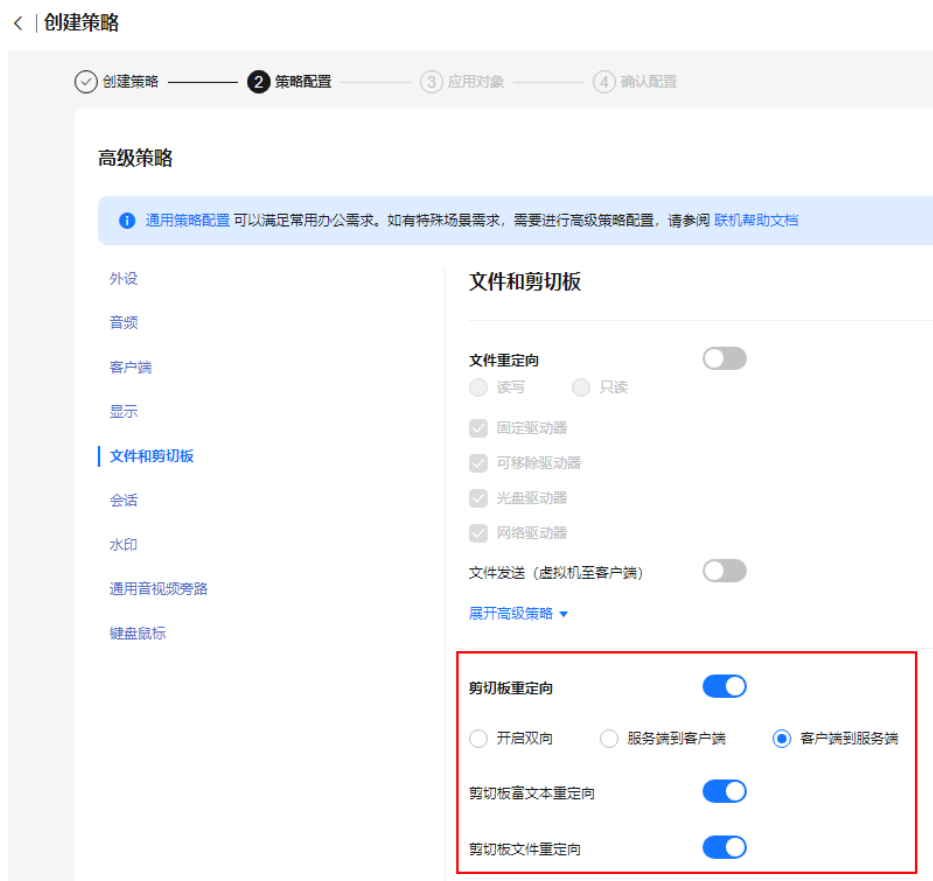 创建策略
创建策略 2 策略配置 3 应用对象 4 确认配置
高级策略
通用策略配置 可以满足常用办公需求。如有特殊场景需求，需要进行高级策略配置，请参阅 联机帮助文档
外设
音频
客户端
显示
文件和剪切板
会话
水印
通用音视频旁路
键盘鼠标
文件和剪切板
文件重定向
读写 只读
固定驱动器
可移除驱动器
光盘驱动器
网络驱动器
文件发送（虚拟机至客户端）
展开高级策略
剪切板重定向
开启双向 服务端到客户端 客户端到服务端
剪切板富文本重定向
剪切板文件重定向